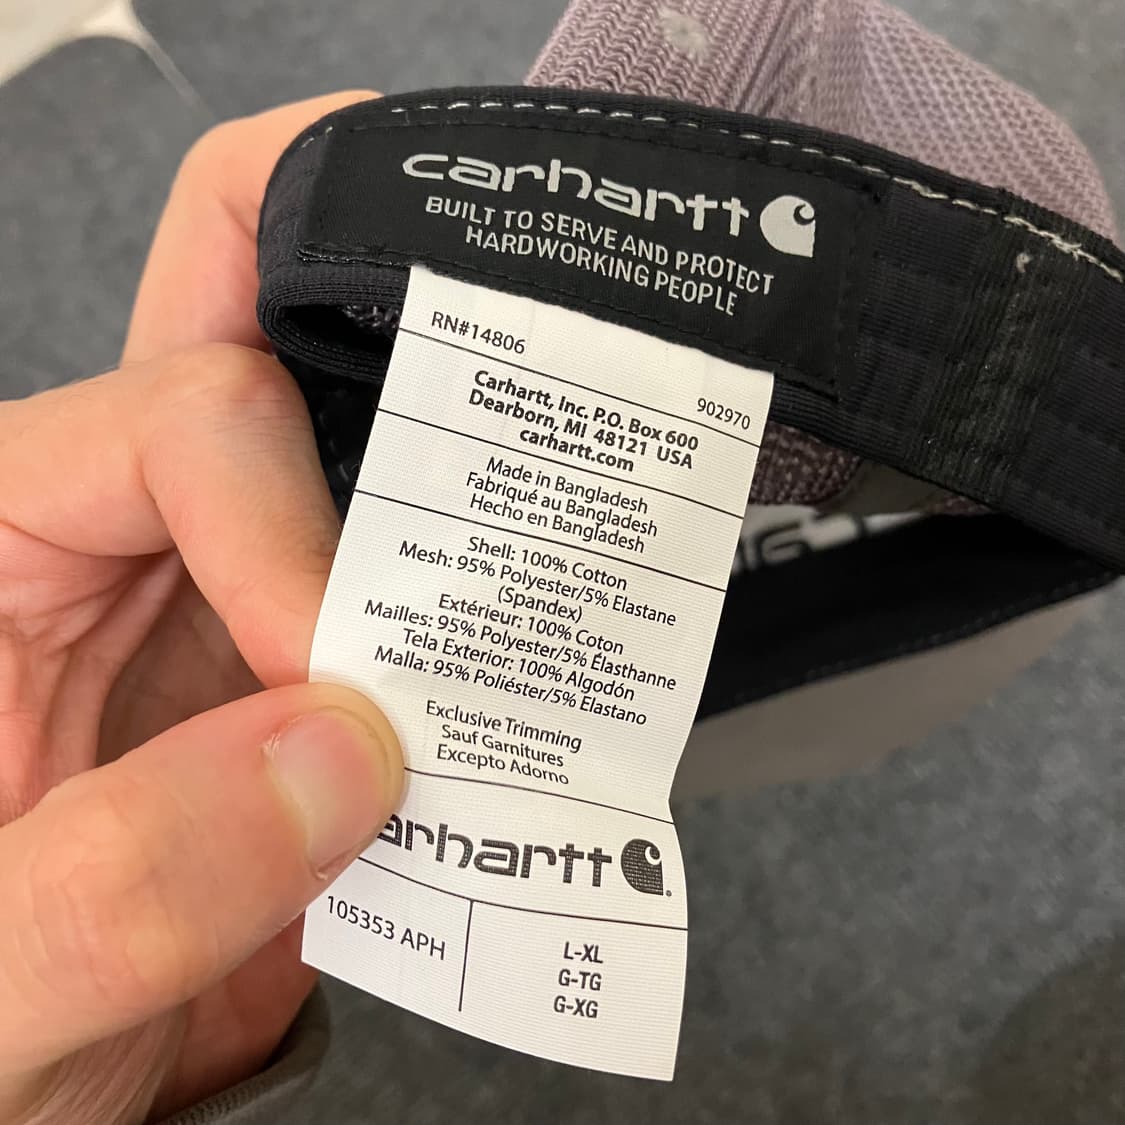 carhartt
BUILT TO SERVE AND PROTECT
HARDWORKING PEOPLE
RN#14806
902970
Carhartt, Inc. P.O. Box 600
Dearborn, MI 48121 USA
carhartt.com
Made in Bangladesh
Fabriqué au Bangladesh
Hecho en Bangladesh
Shell: 100% Cotton
Mesh: 95% Polyester/5% Elastane
(Spandex)
Extérieur: 100% Coton
Mailles: 95% Polyester/5% Élasthanne
Tela Exterior: 100% Algodón
Malla: 95% Poliéster/5% Elastano
Exclusive Trimming
Sauf Garnitures
Excepto Adorno
arhartt
105353 APH
L-XL
G-TG
G-XG